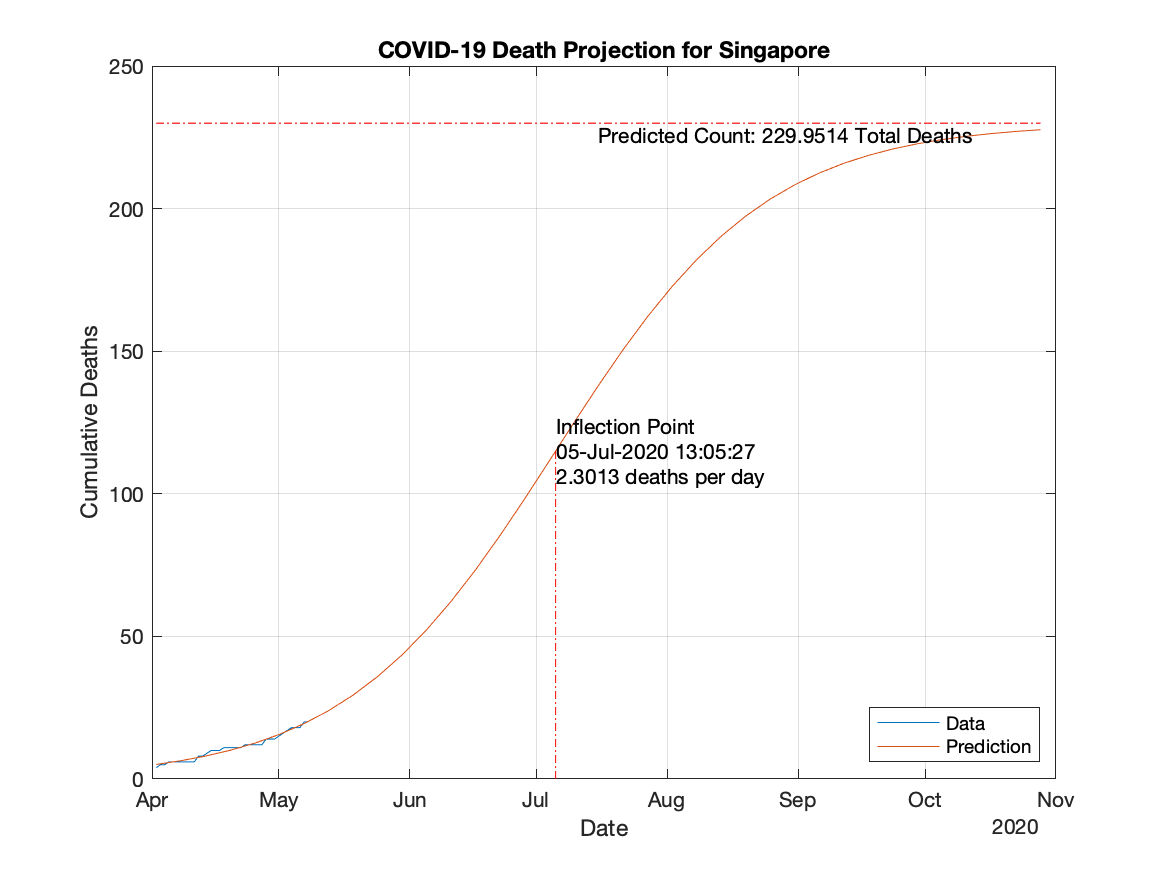 COVID-19 Death Projection for Singapore
250
200
150
100
50
0
Cumulative Deaths
Predicted Count: 229.9514 Total Deaths
Inflection Point
05-Jul-2020 13:05:27
2.3013 deaths per day
Data
Prediction
Apr May Jun Jul Aug Sep Oct Nov
Date
2020